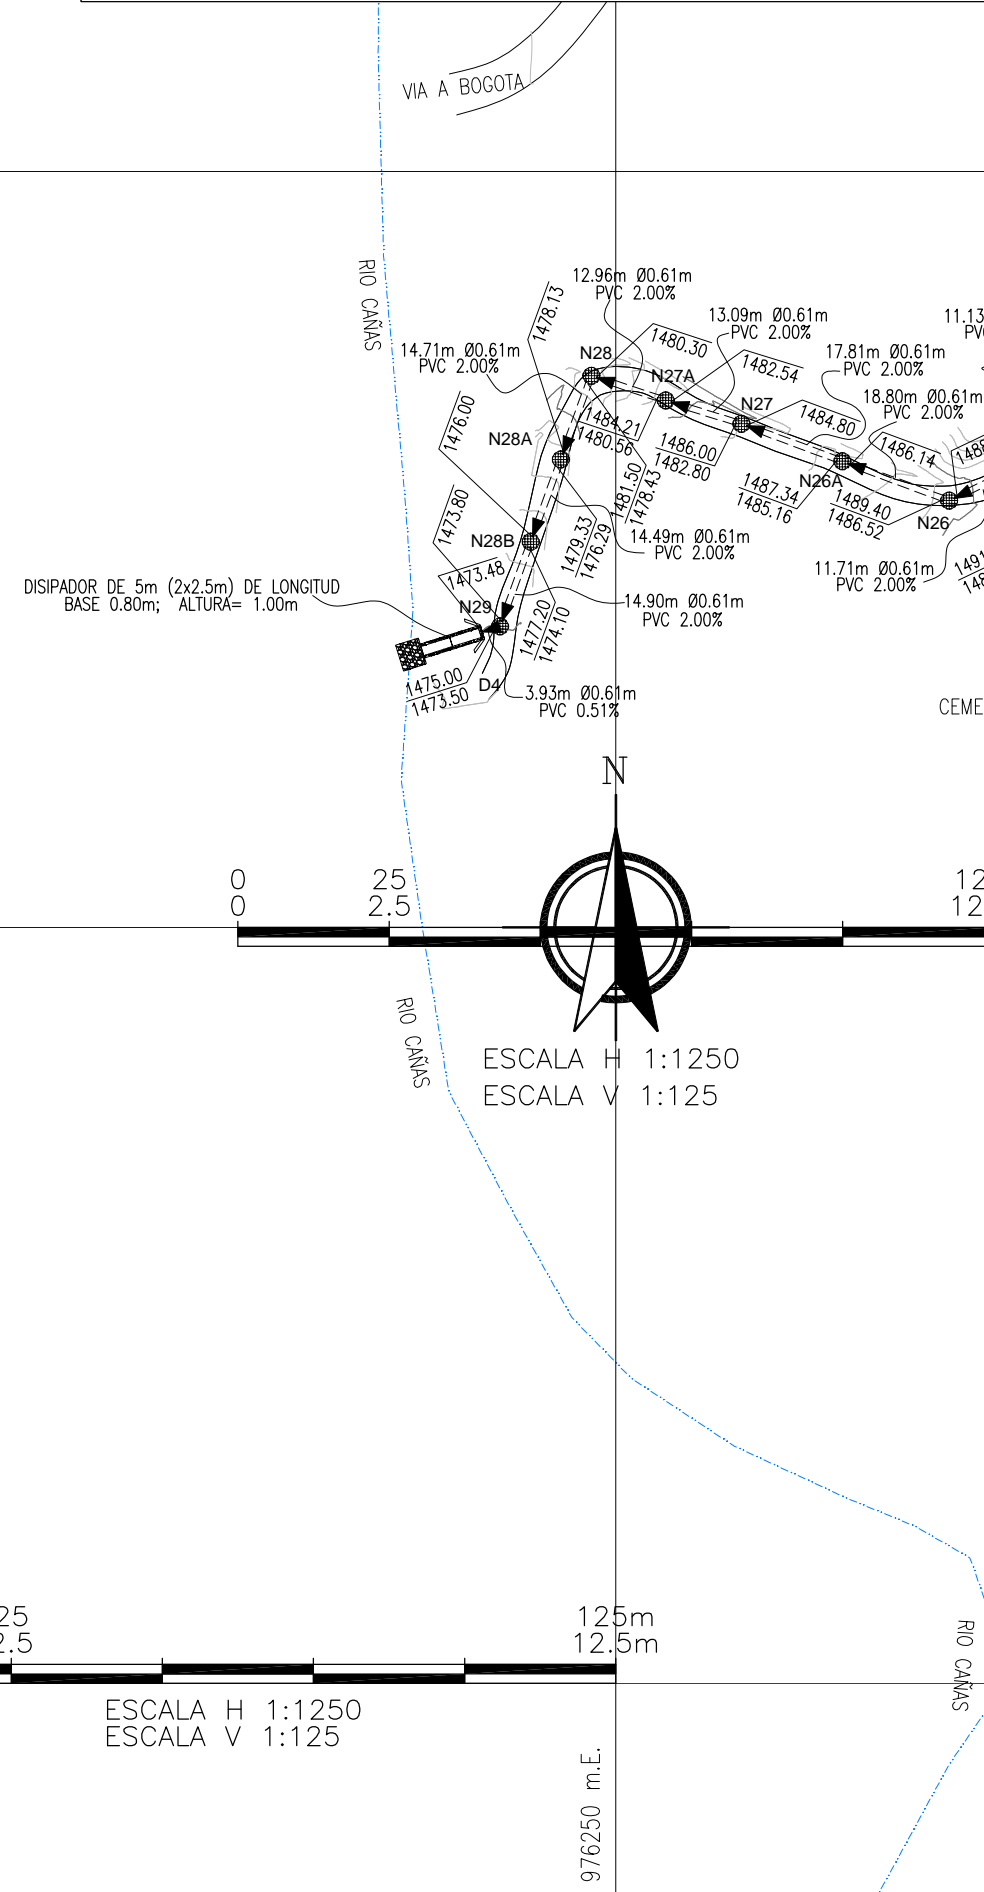 VIA A BOGOTA
RIO CAÑAS
12.96m Ø0.61m
PVC 2.00%
1478.13
13.09m Ø0.61m
PVC 2.00%
11.13
14.71m Ø0.61m
PVC 2.00%
N28
1480.30
17.81m Ø0.61m
PVC 2.00%
1482.54
N27A
18.80m Ø0.61m
PVC 2.00%
1476.00
N28A
1484.21
1480.56
N27
1484.80
1486.00
1482.80
1486.14
N26A
1487.34
1485.16
1489.40
1486.52
N26
1481.50
1478.43
1473.80
N28B
1479.33
1476.29
14.49m Ø0.61m
PVC 2.00%
11.71m Ø0.61m
PVC 2.00%
1473.48
DISIPADOR DE 5m (2x2.5m) DE LONGITUD
BASE 0.80m; ALTURA= 1.00m
N29
14.90m Ø0.61m
PVC 2.00%
1477.20
1474.10
1475.00
1473.50
D4
3.93m Ø0.61m
PVC 0.51%
CEME
N
0
0
25
2.5
12
12
RIO CAÑAS
ESCALA H 1:1250
ESCALA V 1:125
25
2.5
125m
12.5m
RIO CAÑAS
ESCALA H 1:1250
ESCALA V 1:125
976250 m.E.